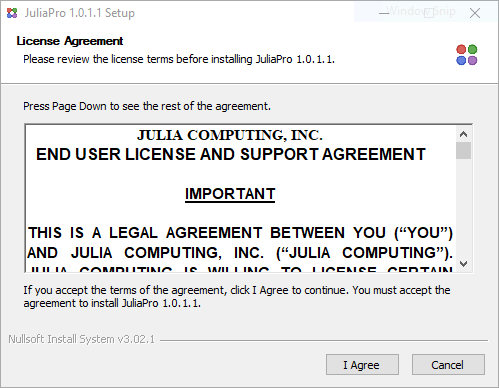 JuliaPro 1.0.1.1 Setup
Window Snip
License Agreement
Please review the license terms before installing JuliaPro 1.0.1.1.
Press Page Down to see the rest of the agreement.
JULIA COMPUTING, INC.
END USER LICENSE AND SUPPORT AGREEMENT
IMPORTANT
THIS IS A LEGAL AGREEMENT BETWEEN YOU (“YOU”)
AND JULIA COMPUTING, INC. (“JULIA COMPUTING”).
JULIA COMPUTING IS WILLING TO LICENSE CERTAIN
If you accept the terms of the agreement, click I Agree to continue. You must accept the
agreement to install JuliaPro 1.0.1.1.
Nullsoft Install System v3.02.1
I Agree
Cancel